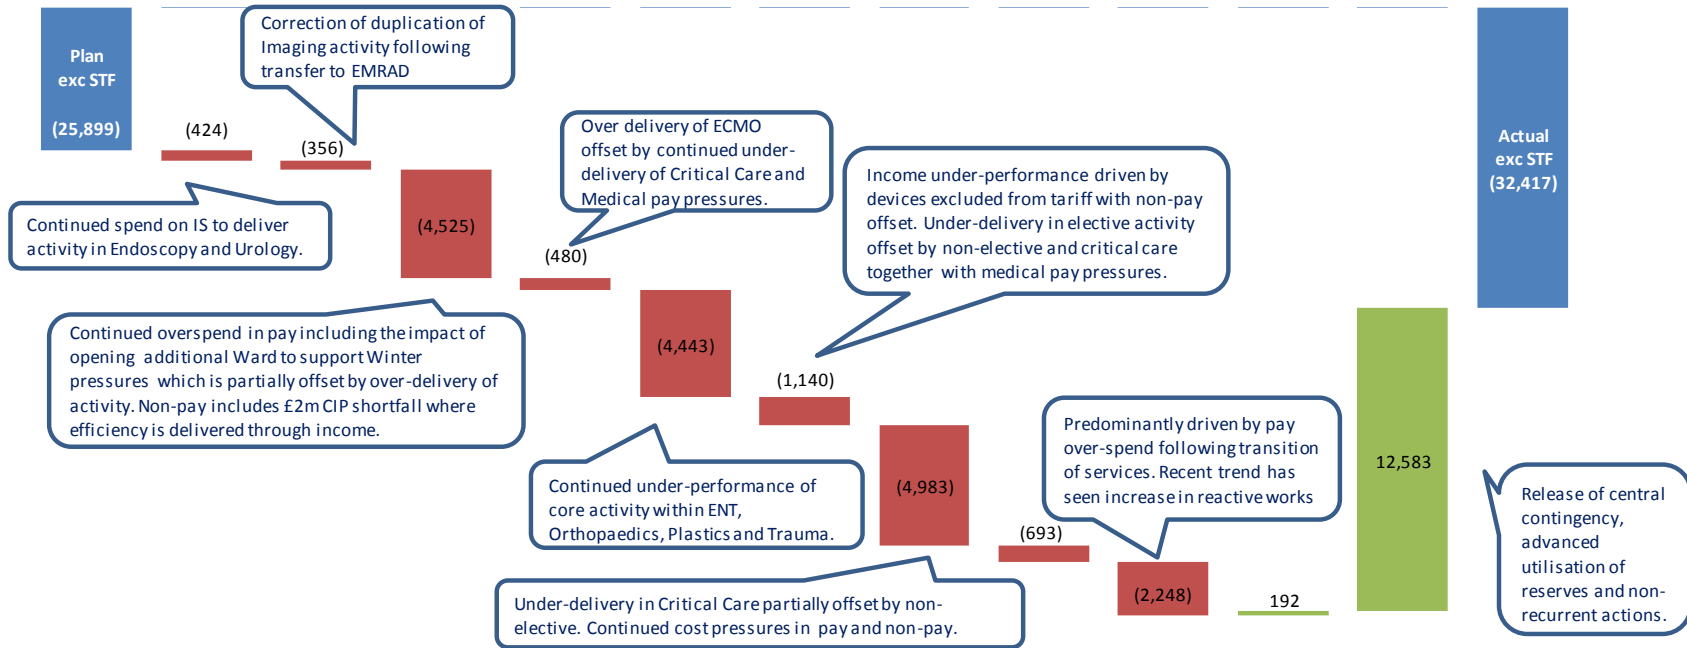 Plan
exc STF
(25,899)
Correction of duplication of
Imaging activity following
transfer to EMRAD
(424)
(356)
Continued spend on IS to deliver
activity in Endoscopy and Urology.
(4,525)
Over delivery of ECMO
offset by continued under-
delivery of Critical Care and
Medical pay pressures.
(480)
Income under-performance driven by
devices excluded from tariff with non-pay
offset. Under-delivery in elective activity
offset by non-elective and critical care
together with medical pay pressures.
Actual
exc STF
(32,417)
Continued overspend in pay including the impact of
opening additional Ward to support Winter
pressures which is partially offset by over-delivery of
activity. Non-pay includes £2m CIP shortfall where
efficiency is delivered through income.
(4,443)
(1,140)
Continued under-performance of
core activity within ENT,
Orthopaedics, Plastics and Trauma.
(4,983)
Predominantly driven by pay
over-spend following transition
of services. Recent trend has
seen increase in reactive works
12,583
(693)
Release of central
contingency,
advanced
utilisation of
reserves and non-
recurrent actions.
Under-delivery in Critical Care partially offset by non-
elective. Continued cost pressures in pay and non-pay.
(2,248)
192